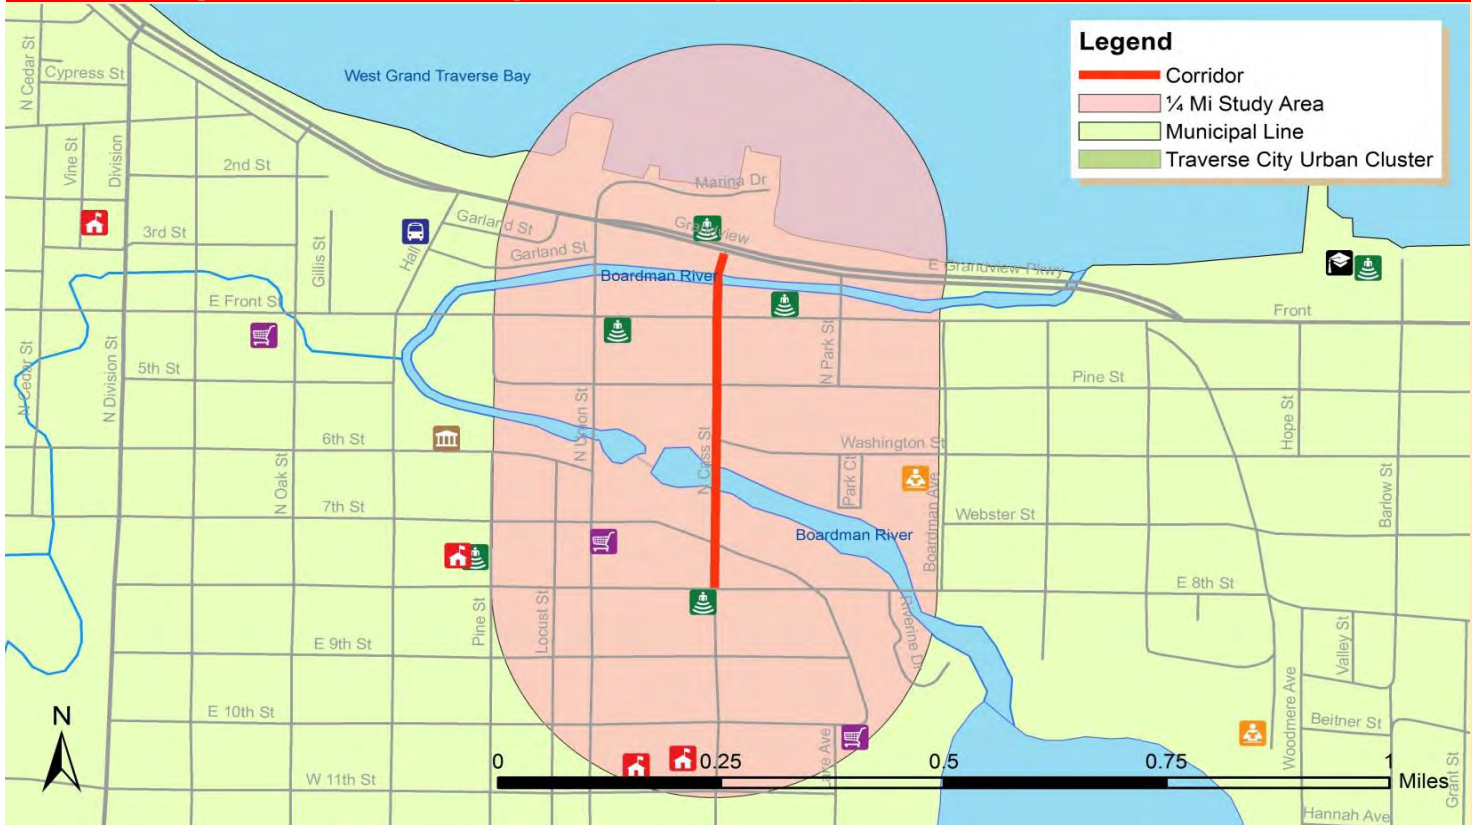 Legend
Corridor
¼ Mi Study Area
Municipal Line
Traverse City Urban Cluster
West Grand Traverse Bay
N Cedar St
Cypress St
Vine St
Division
2nd St
3rd St
Gillis St
Hall
Garland St
Garland St
Marina Dr
Grandview
E Grandview Pkwy
Boardman River
E Front St
Front
N Cedar St
N Division St
5th St
N Union St
N Cass St
N Park St
Pine St
Hope St
6th St
Washington St
Park Ct
Boardman Ave
N Oak St
7th St
Webster St
Barlow St
Boardman River
E 8th St
Pine St
Locust St
Riverine Dr
E 9th St
Valley St
Woodmere Ave
E 10th St
Beitner St
Lake Ave
W 11th St
Grant St
Hannah Ave
N
0
0.25
0.5
0.75
1
Miles